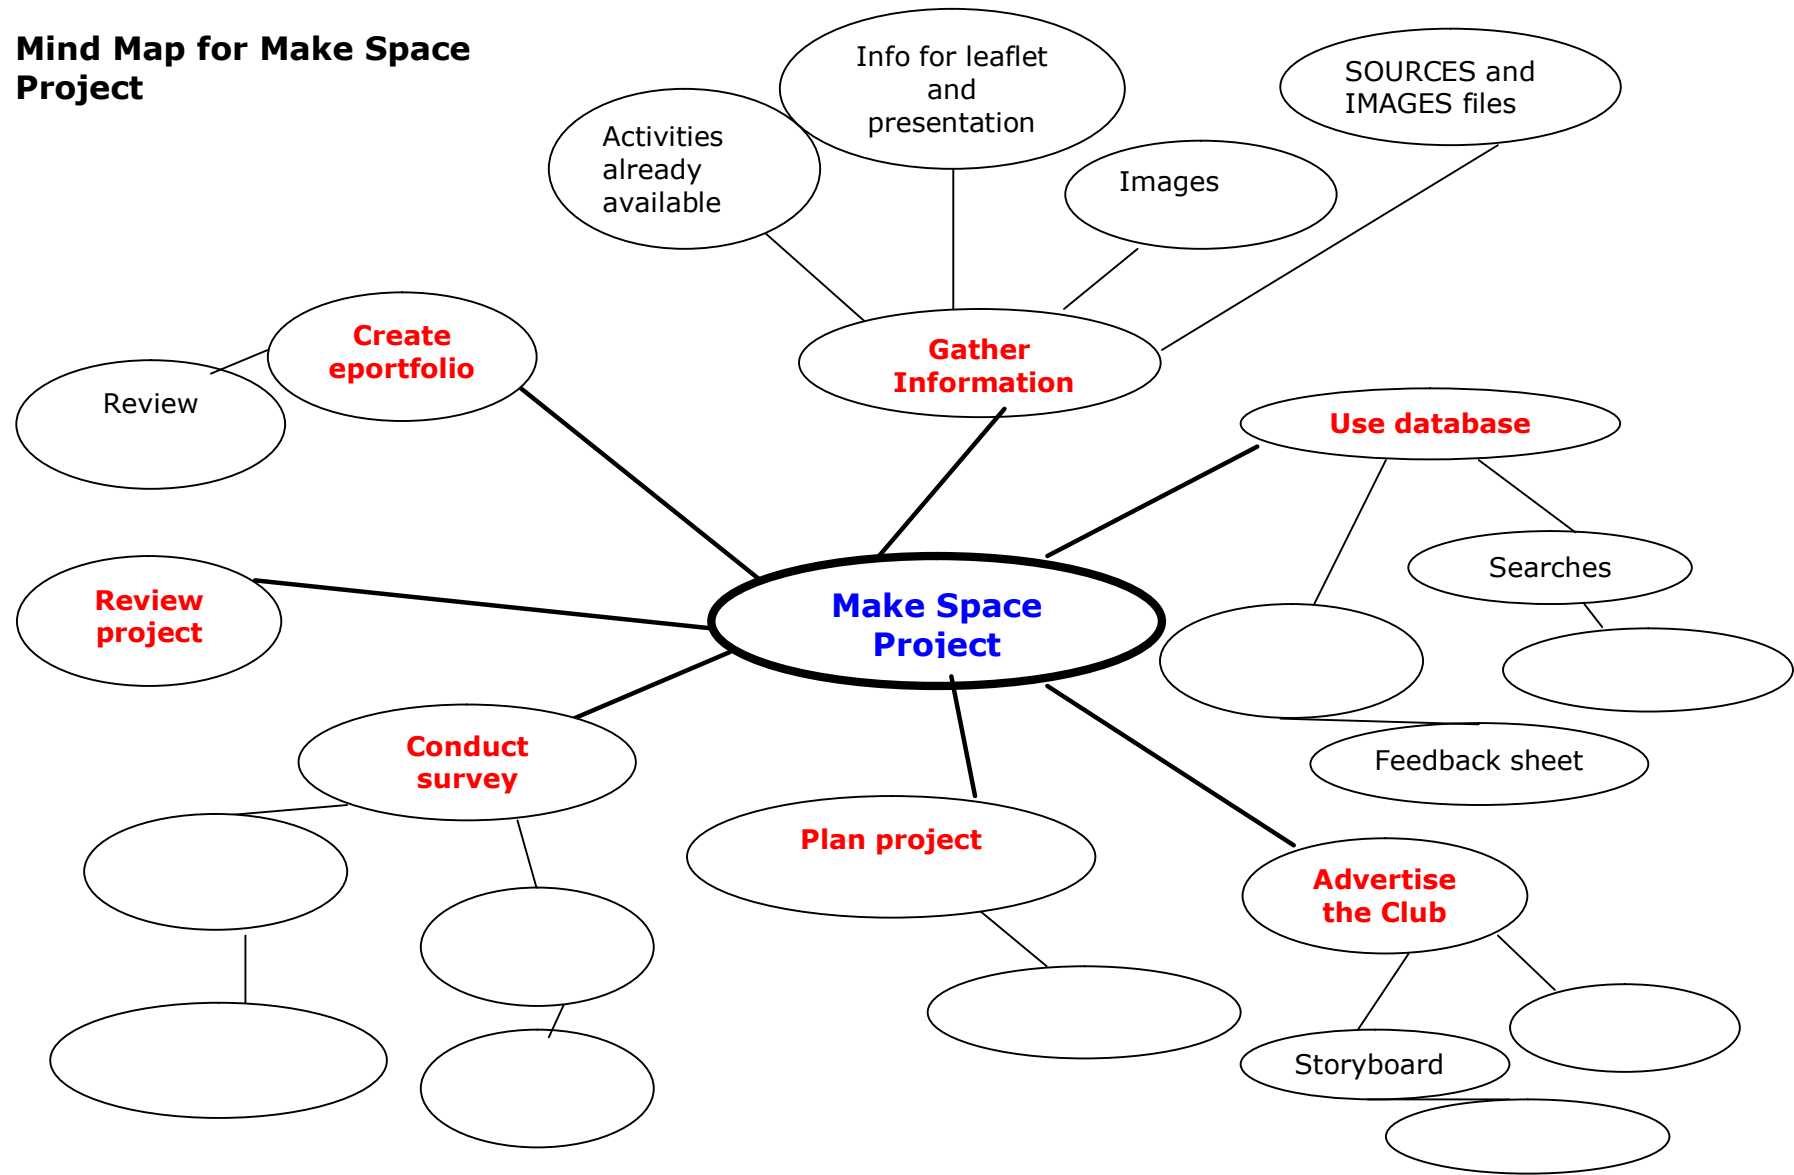 Mind Map for Make Space
Project
Info for leaflet
and
presentation
SOURCES and
IMAGES files
Activities
already
available
Images
Create
eportfolio
Gather
Information
Review
Use database
Searches
Review
project
Make Space
Project
Conduct
survey
Feedback sheet
Plan project
Advertise
the Club
Storyboard